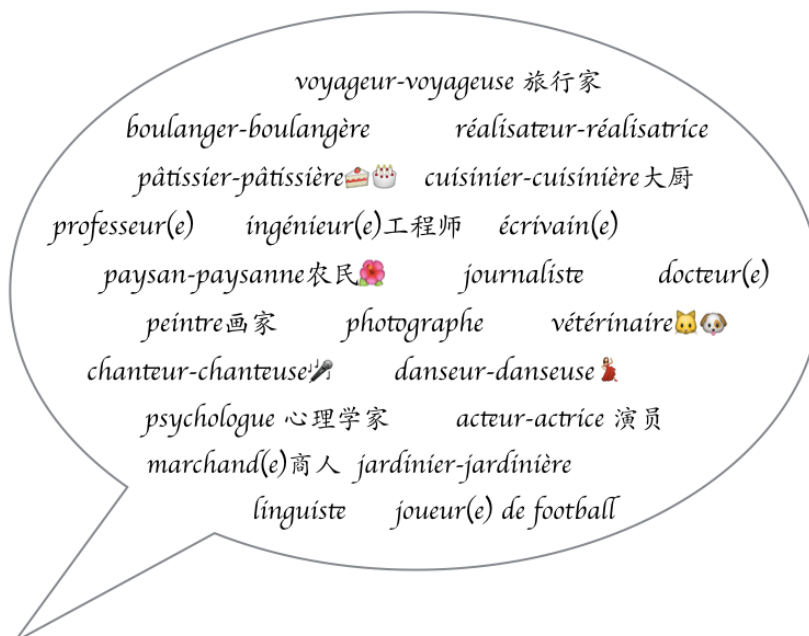 voyageur-voyageuse 旅行家
boulanger-boulangère réalisateur-réalisatrice
pâtissier-pâtissière🍰🎂 cuisinier-cuisinière大厨
professeur(e) ingénieur(e)工程师 écrivain(e)
paysan-paysanne农民🌺 journaliste docteur(e)
peintre画家 photographe vétérinaire🐱🐶
chanteur-chanteuse🎤 danseur-danseuse💃
psychologue 心理学家 acteur-actrice 演员
marchand(e)商人 jardinier-jardinière
linguiste joueur(e) de football